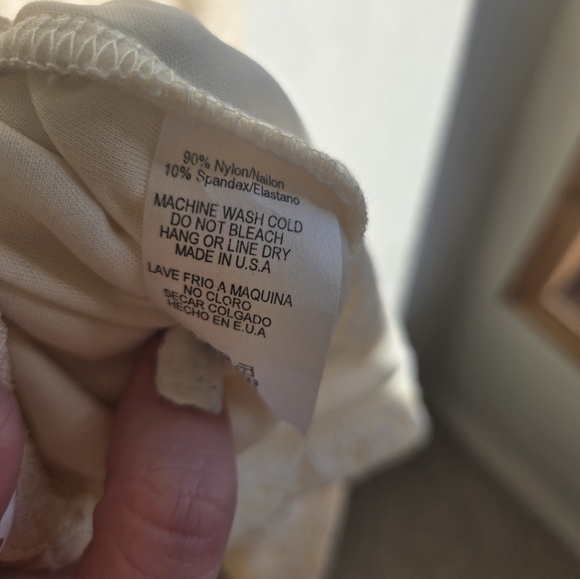 90% Nylon/Nailon
10% Spandex/Elastano
MACHINE WASH COLD
DO NOT BLEACH
HANG OR LINE DRY
MADE IN U.S.A
LAVE FRIO A MAQUINA
NO CLORO
SECAR COLGADO
HECHO EN E.U.A